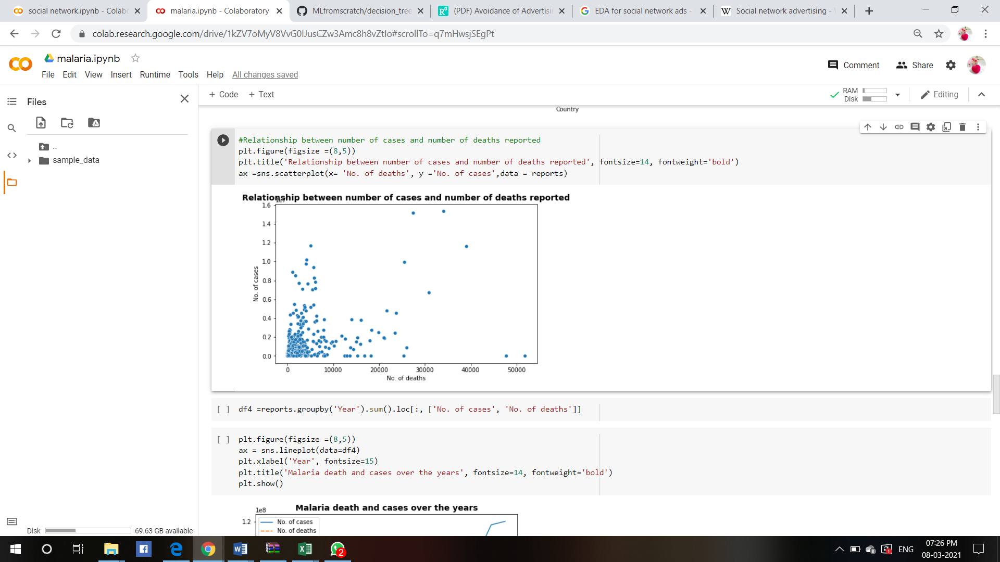 social network.ipynb - Colab
malaria.ipynb - Colaboratory
MLfromscratch/decision_tree
(PDF) Avoidance of Advertisi
EDA for social network ads -
Social network advertising -
colab.research.google.com/drive/1kZV7oMyV8VvG0IJusCZw3Amc8h8vZtIo#scrollTo=q7mHwsjSEgPt
malaria.ipynb
File Edit View Insert Runtime Tools Help All changes saved
Comment Share
Files
+ Code + Text
RAM
Disk
Editing
..
sample_data
Country
#Relationship between number of cases and number of deaths reported
plt.figure(figsize =(8,5))
plt.title('Relationship between number of cases and number of deaths reported', fontsize=14, fontweight='bold')
ax =sns.scatterplot(x= 'No. of deaths', y ='No. of cases',data = reports)
Relationship between number of cases and number of deaths reported
1e7
1.6
1.4
1.2
1.0
0.8
0.6
0.4
0.2
0.0
No. of cases
0 10000 20000 30000 40000 50000
No. of deaths
[ ] df4 =reports.groupby('Year').sum().loc[:, ['No. of cases', 'No. of deaths']]
[ ] plt.figure(figsize =(8,5))
ax = sns.lineplot(data=df4)
plt.xlabel('Year', fontsize=15)
plt.title('Malaria death and cases over the years', fontsize=14, fontweight='bold')
plt.show()
Malaria death and cases over the years
1e8
1.2
No. of cases
No. of deaths
Disk 69.63 GB available
2
ENG
07:26 PM
08-03-2021